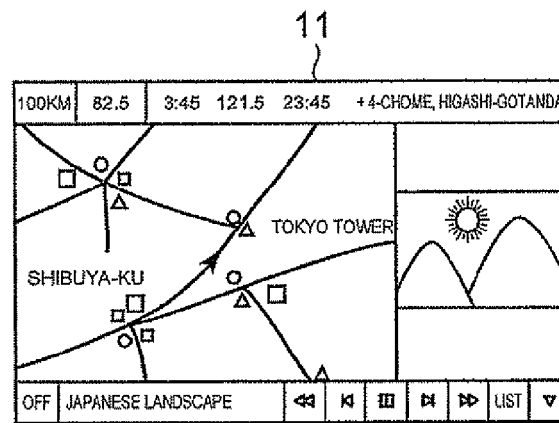 11
100KM 82.5 3:45 121.5 23:45 +4-CHOME, HIGASHI-GOTANDA
TOKYO TOWER
SHIBUYA-KU
OFF JAPANESE LANDSCAPE LIST